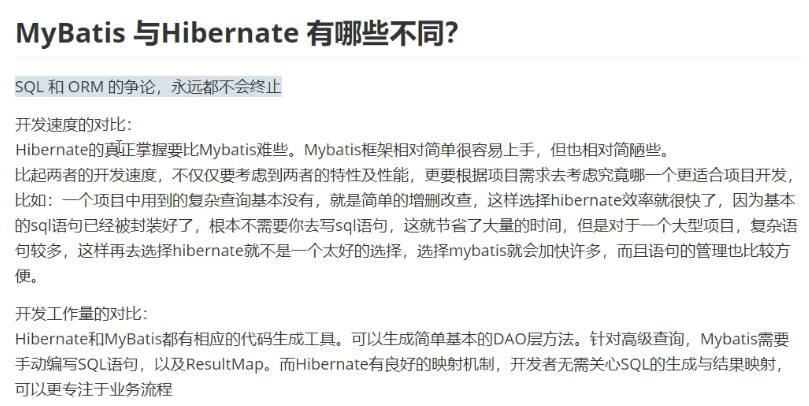 MyBatis 与Hibernate 有哪些不同？
SQL 和 ORM 的争论，永远都不会终止
开发速度的对比：
Hibernate的真正掌握要比Mybatis难些。Mybatis框架相对简单很容易上手，但也相对简陋些。
比起两者的开发速度，不仅仅要考虑到两者的特性及性能，更要根据项目需求去考虑究竟哪一个更适合项目开发，
比如：一个项目中用到的复杂查询基本没有，就是简单的增删改查，这样选择hibernate效率就很快了，因为基本
的sql语句已经被封装好了，根本不需要你去写sql语句，这就节省了大量的时间，但是对于一个大型项目，复杂语
句较多，这样再去选择hibernate就不是一个太好的选择，选择mybatis就会加快许多，而且语句的管理也比较方
便。
开发工作量的对比：
Hibernate和MyBatis都有相应的代码生成工具。可以生成简单基本的DAO层方法。针对高级查询，Mybatis需要
手动编写SQL语句，以及ResultMap。而Hibernate有良好的映射机制，开发者无需关心SQL的生成与结果映射，
可以更专注于业务流程